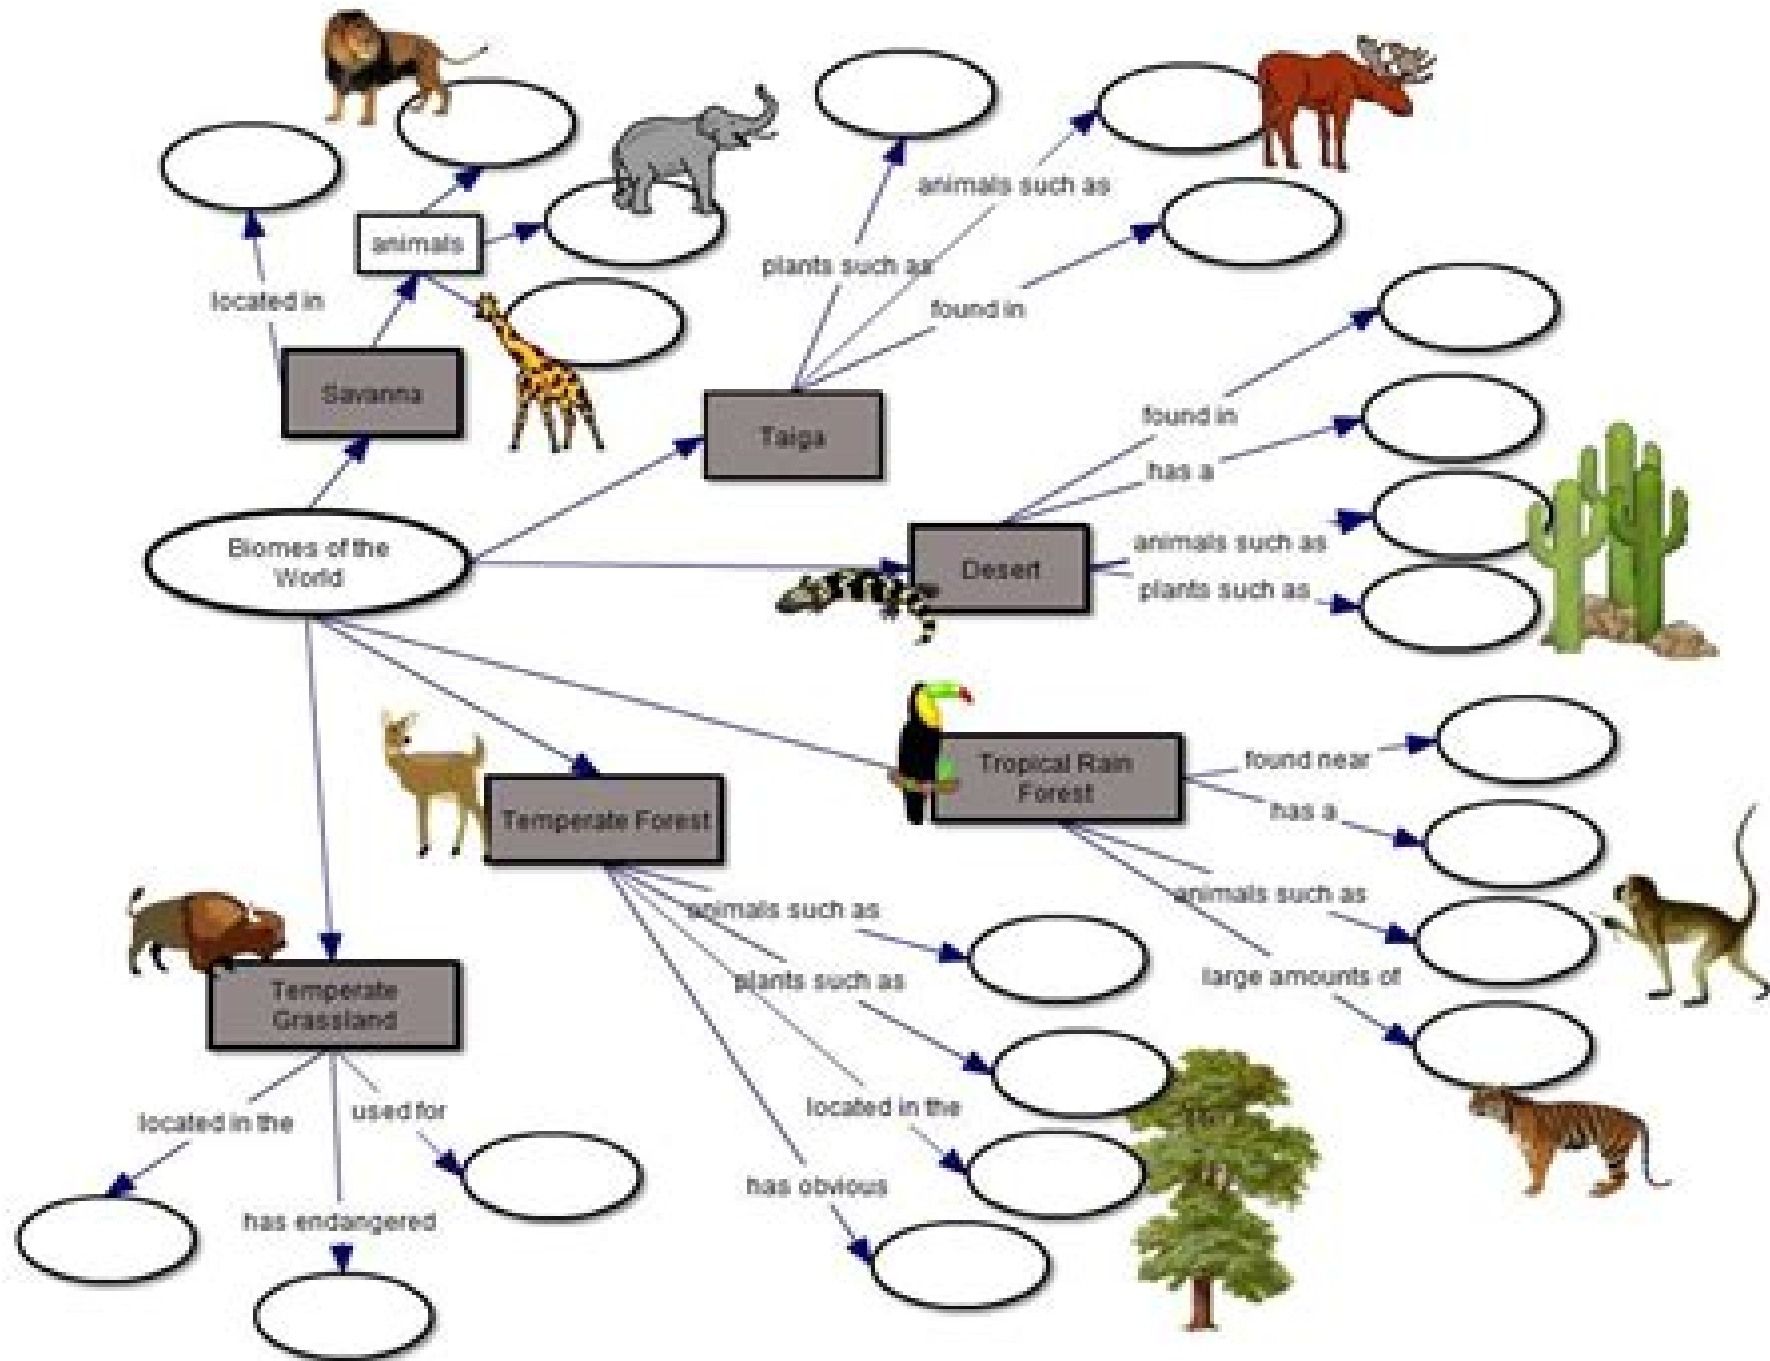 animals
located in
Savanna
plants such as
animals such as
found in
Taiga
Biomes of the
World
found in
has a
animals such as
plants such as
Desert
Tropical Rain
Forest
found near
has a
animals such as
large amounts of
Temperate Forest
animals such as
plants such as
located in the
has obvious
Temperate
Grassland
located in the
used for
has endangered